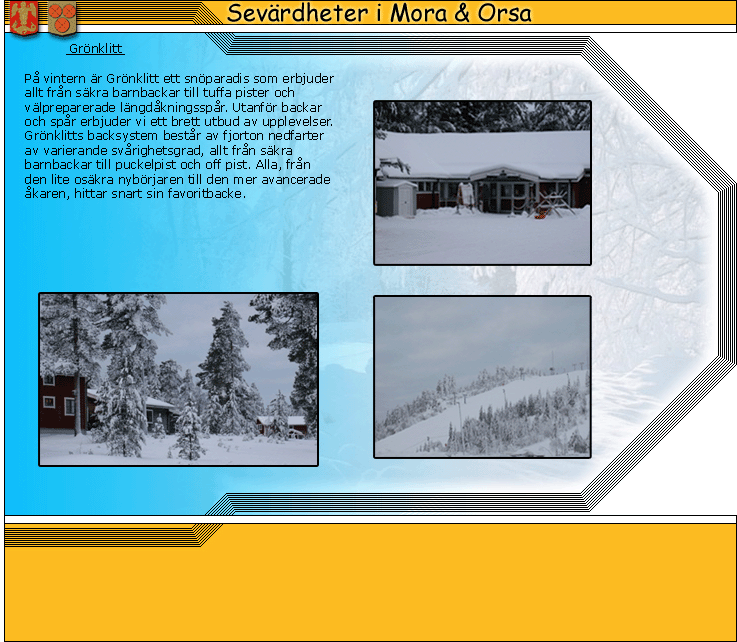 Sevärdheter i Mora & Orsa
Grönklitt
På vintern är Grönklitt ett snöparadis som erbjuder
allt från säkra barnbackar till tuffa pister och
välpreparerade längdåkningsspår. Utanför backar
och spår erbjuder vi ett brett utbud av upplevelser.
Grönklitts backsystem består av fjorton nedfarter
av varierande svårighetsgrad, allt från säkra
barnbackar till puckelpist och off pist. Alla, från
den lite osäkra nybörjaren till den mer avancerade
åkaren, hittar snart sin favoritbacke.